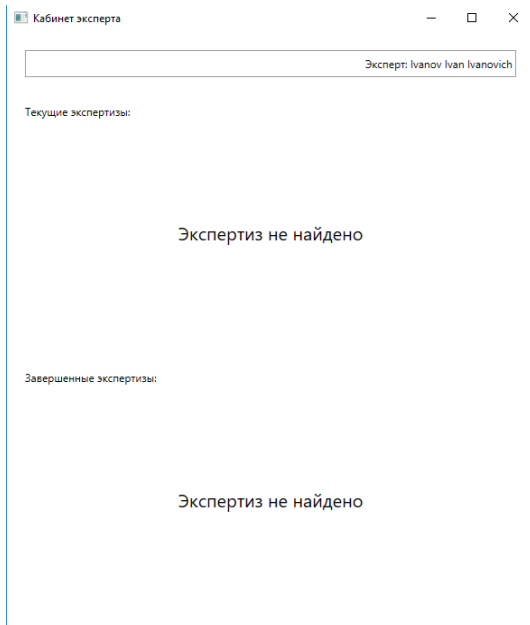 Кабинет эксперта
Эксперт: Ivanov Ivan Ivanovich
Текущие экспертизы:
Экспертиз не найдено
Завершенные экспертизы:
Экспертиз не найдено